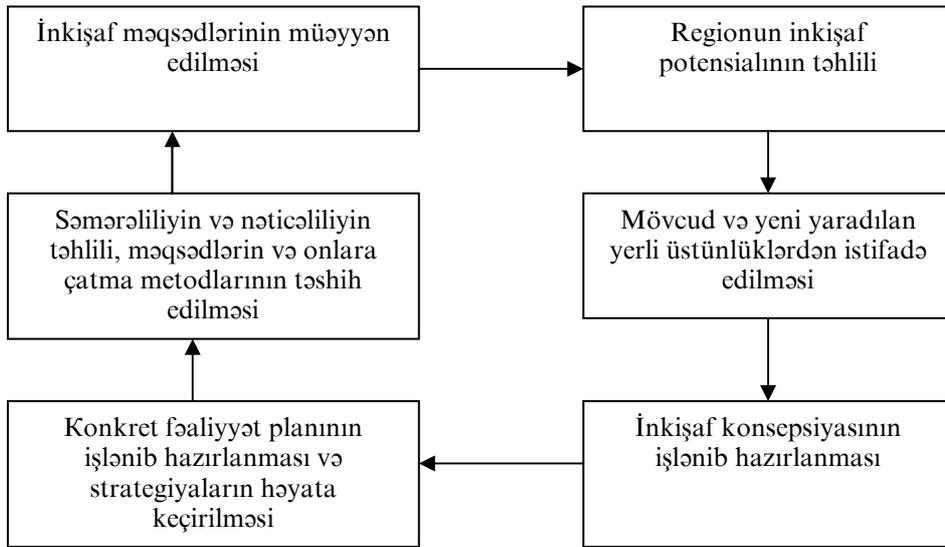 İnkişaf məqsədlərinin müəyyən
edilməsi
Regionun inkişaf
potensialının təhlili
Mövcud və yeni yaradılan
yerli üstünlüklərdən istifadə
edilməsi
İnkişaf konsepsiyasının
işlənib hazırlanması
Konkret fəaliyyət planının
işlənib hazırlanması və
strategiyaların həyata
keçirilməsi
Səmərəliliyin və nəticəliliyin
təhlili, məqsədlərin və onlara
çatma metodlarının təshih
edilməsi